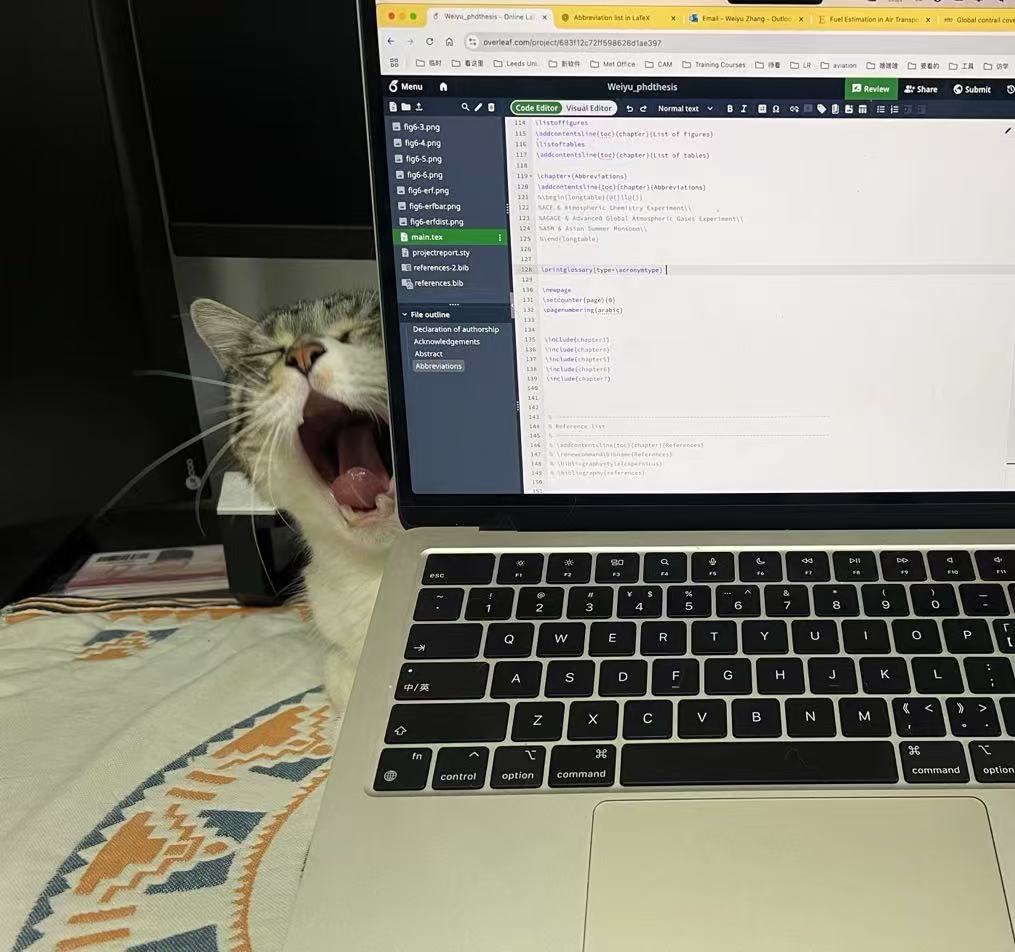 Weiyu_phdthesis - Online La
Abbreviation list in LaTeX
Email - Weiyu Zhang - Outloo
Fuel Estimation in Air Transpo
Global contrail cove
overleaf.com/project/683f12c72ff598626d1ae397
临时
看这里
Leeds Uni.
新软件
Met Office
CAM
Training Courses
待看
LR
aviation
嗷嗷嗷
要看的
工具
访学
Menu
Weiyu_phdthesis
Review
Share
Submit
Code Editor
Visual Editor
Normal text
B I Ω
fig6-3.png
fig6-4.png
fig6-5.png
fig6-6.png
fig6-erf.png
fig6-erfbar.png
fig6-erfdist.png
main.tex
projectreport.sty
references-2.bib
references.bib
File outline
Declaration of authorship
Acknowledgements
Abstract
Abbreviations
114 \listoffigures
115 \addcontentsline{toc}{chapter}{List of figures}
116 \listoftables
117 \addcontentsline{toc}{chapter}{List of tables}
118
119 \chapter*{Abbreviations}
120 \addcontentsline{toc}{chapter}{Abbreviations}
121 %\begin{longtable}{@{}ll@{}}
122 %ACE & Atmospheric Chemistry Experiment\\
123 %AGAGE & Advanced Global Atmospheric Gases Experiment\\
124 %ASM & Asian Summer Monsoon\\
125 %\end{longtable}
126
127
128 \printglossary[type=\acronymtype]
129
130 \newpage
131 \setcounter{page}{0}
132 \pagenumbering{arabic}
133
134
135 \include{chapter1}
136 \include{chapter4}
137 \include{chapter5}
138 \include{chapter6}
139 \include{chapter7}
140
141
142
143 % ----------
144 % Reference list
145 % ----------
146 % \addcontentsline{toc}{chapter}{References}
147 % \renewcommand\bibname{References}
148 % \bibliographystyle{copernicus}
149 % \bibliography{references}
150
151
esc F1 F2 F3 F4 F5 F6 F7 F8 F9 F10 F11
~ ·
! 1
@ 2
# 3
¥ $ 4
% 5
… ^ 6
& 7
* 8
( 9
) 0
— –
Q W E R T Y U I O P
中/英 A S D F G H J K L : ;
Z X C V B N M 《 < , 》 > 。 .
fn control option command command option